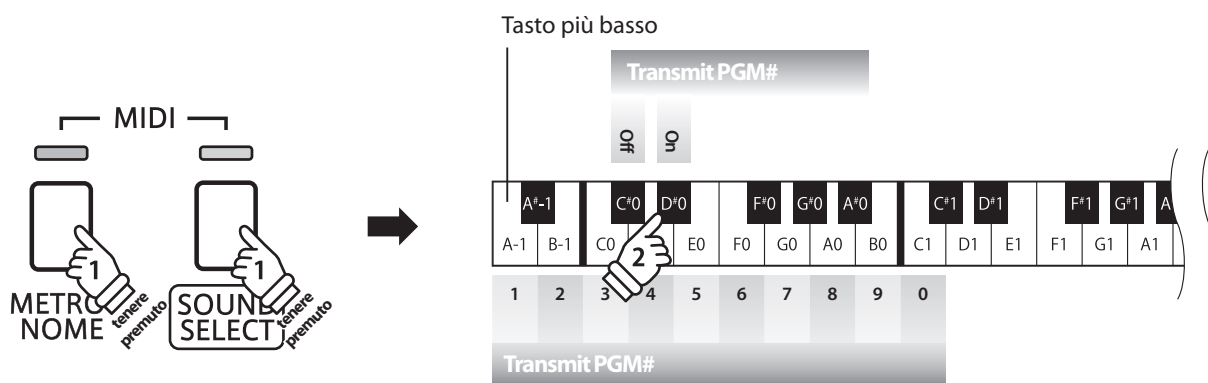 Tasto più basso
Transmit PGM#
MIDI
Off
On
A#-1 C#0 D#0 F#0 G#0 A#0 C#1 D#1 F#1 G#1 A
A-1 B-1 C0 E0 F0 G0 A0 B0 C1 D1 E1 F1 G1 A1
1
1
2
METRO
NOME
tenere
premuto
SOUND
SELECT
tenere
premuto
1 2 3 4 5 6 7 8 9 0
Transmit PGM#